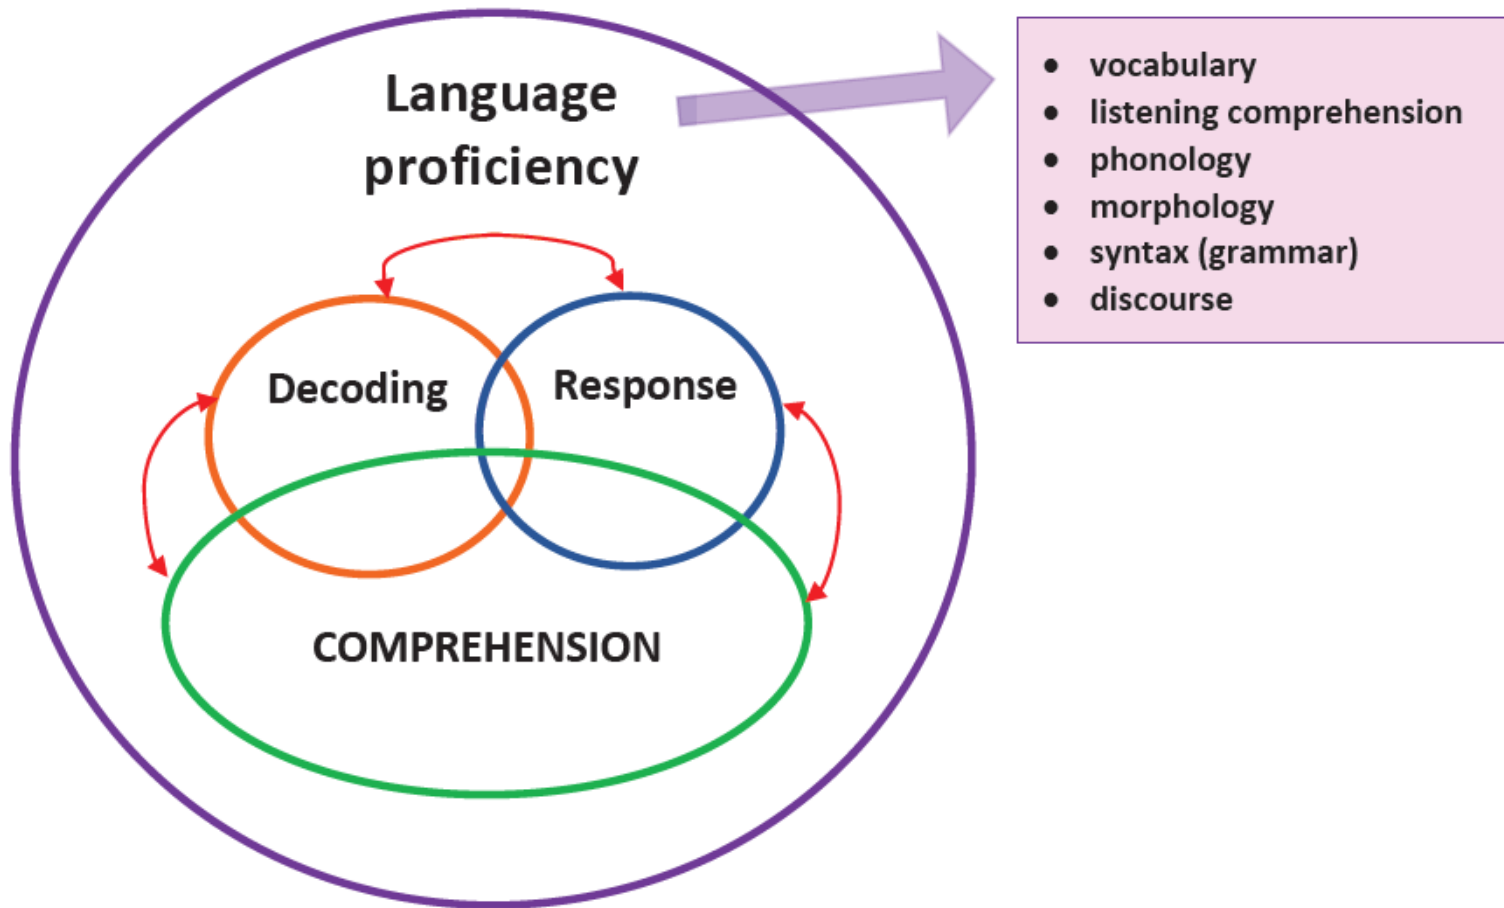 Language
proficiency
Decoding
Response
COMPREHENSION
• vocabulary
• listening comprehension
• phonology
• morphology
• syntax (grammar)
• discourse